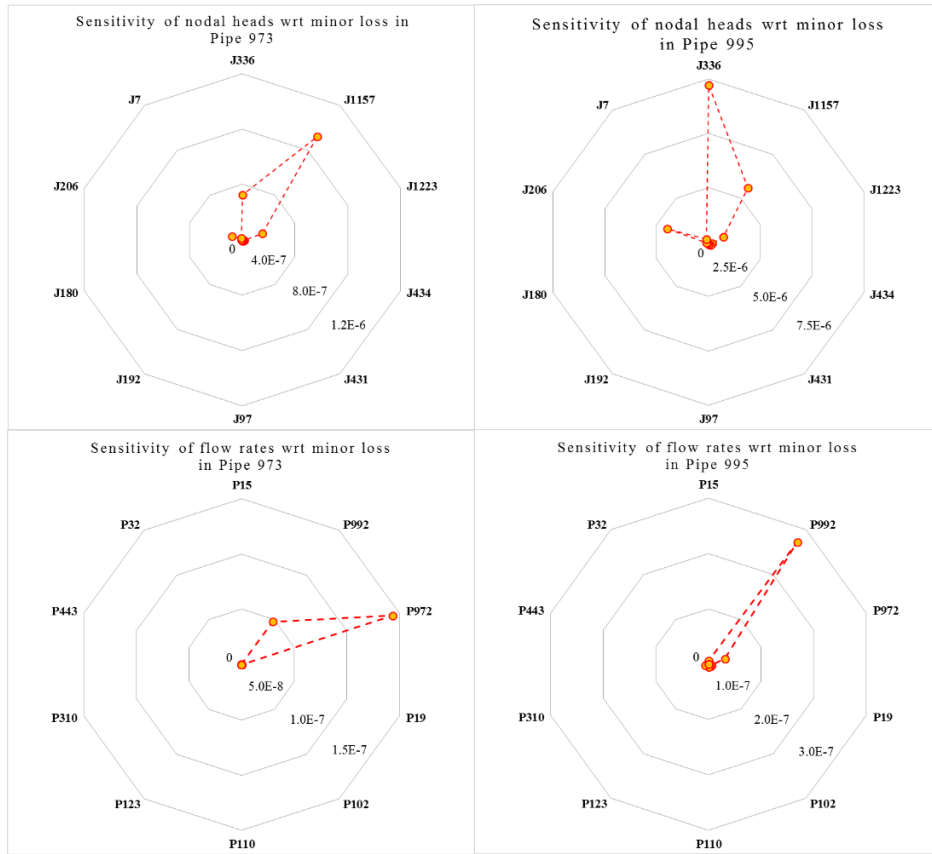 Sensitivity of nodal heads wrt minor loss in
Pipe 973
J336
J7
J1157
J206
J1223
0
4.0E-7
J180
8.0E-7
J434
1.2E-6
J192
J431
J97
Sensitivity of nodal heads wrt minor loss
in Pipe 995
J336
J7
J1157
J206
J1223
0
2.5E-6
J180
5.0E-6
J434
7.5E-6
J192
J431
J97
Sensitivity of flow rates wrt minor loss
in Pipe 973
P15
P32
P992
P443
P972
0
5.0E-8
P310
1.0E-7
P19
1.5E-7
P123
P102
P110
Sensitivity of flow rates wrt minor loss
in Pipe 995
P15
P32
P992
P443
P972
0
1.0E-7
P310
2.0E-7
P19
3.0E-7
P123
P102
P110